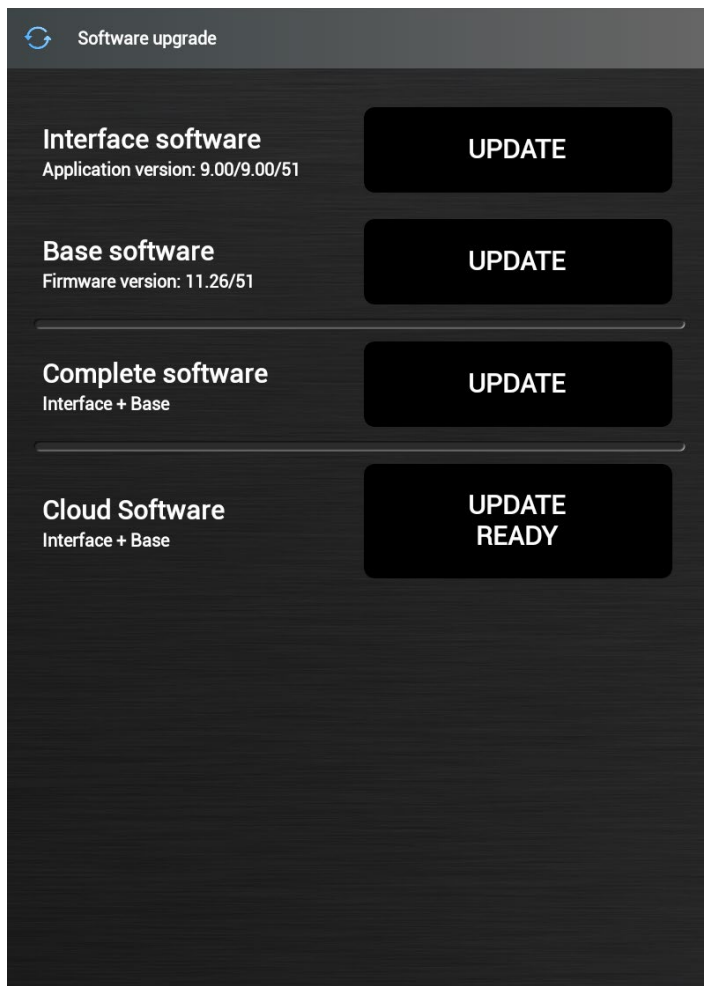 Software upgrade
Interface software
Application version: 9.00/9.00/51
UPDATE
Base software
Firmware version: 11.26/51
UPDATE
Complete software
Interface + Base
UPDATE
Cloud Software
Interface + Base
UPDATE
READY